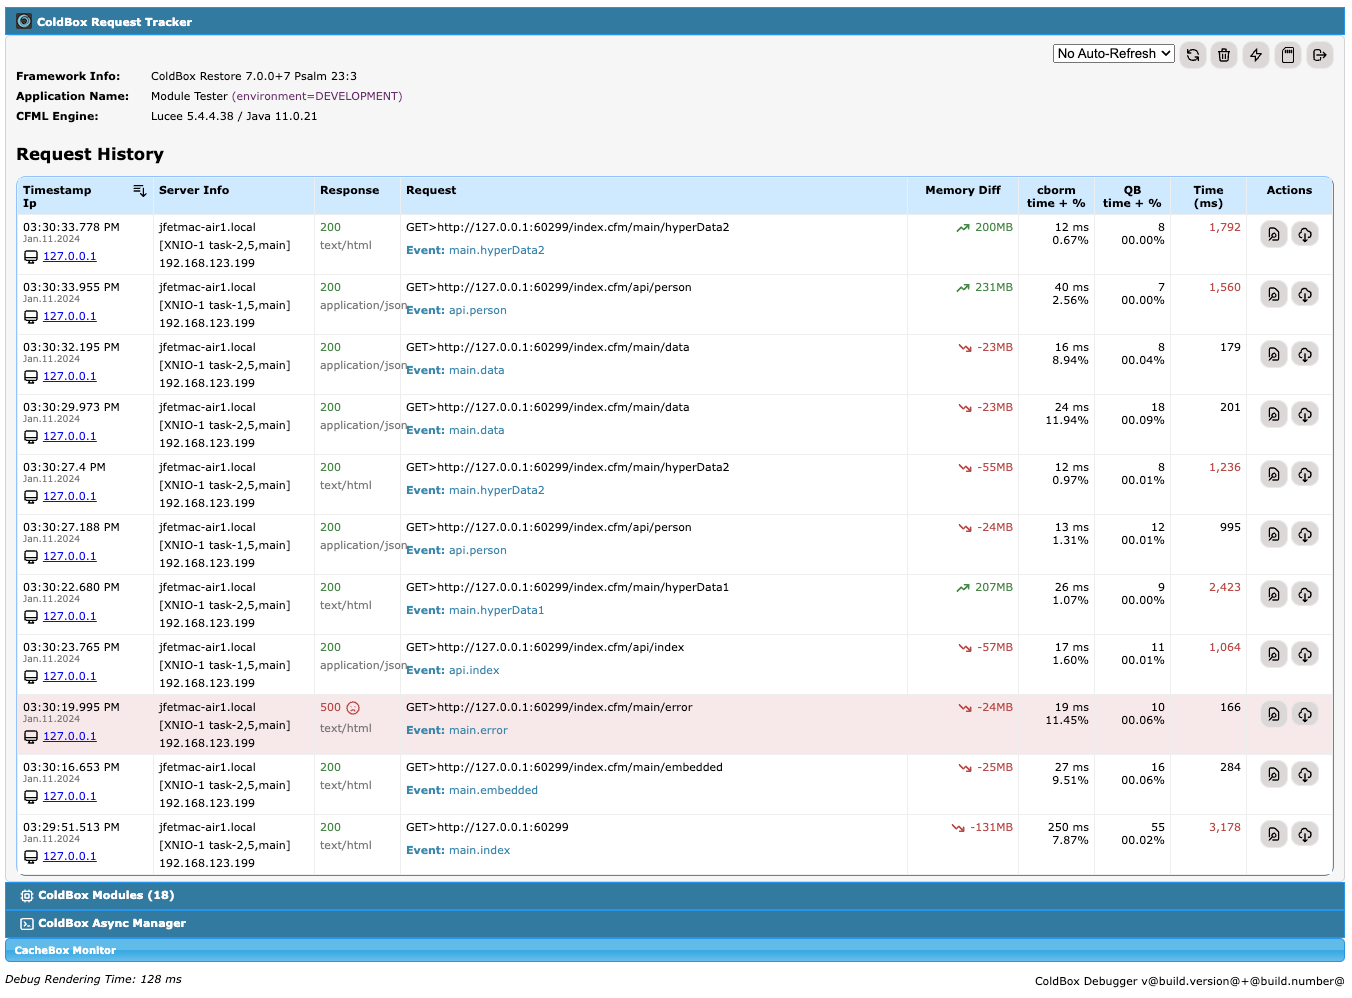 ColdBox Request Tracker
No Auto-Refresh
Framework Info: ColdBox Restore 7.0.0+7 Psalm 23:3
Application Name: Module Tester (environment=DEVELOPMENT)
CFML Engine: Lucee 5.4.4.38 / Java 11.0.21
Request History
Timestamp Server Info Response Request Memory Diff cborm QB Time Actions
Ip time + % time + % (ms)
03:30:33.778 PM jfetmac-air1.local 200 GET>http://127.0.0.1:60299/index.cfm/main/hyperData2 200MB 12 ms 8 1,792
Jan.11.2024 [XNIO-1 task-2,5,main] text/html 0.67% 00.00%
127.0.0.1 192.168.123.199 Event: main.hyperData2
03:30:33.955 PM jfetmac-air1.local 200 GET>http://127.0.0.1:60299/index.cfm/api/person 231MB 40 ms 7 1,560
Jan.11.2024 [XNIO-1 task-1,5,main] application/json 2.56% 00.00%
127.0.0.1 192.168.123.199 Event: api.person
03:30:32.195 PM jfetmac-air1.local 200 GET>http://127.0.0.1:60299/index.cfm/main/data -23MB 16 ms 8 179
Jan.11.2024 [XNIO-1 task-2,5,main] application/json 8.94% 00.04%
127.0.0.1 192.168.123.199 Event: main.data
03:30:29.973 PM jfetmac-air1.local 200 GET>http://127.0.0.1:60299/index.cfm/main/data -23MB 24 ms 18 201
Jan.11.2024 [XNIO-1 task-2,5,main] application/json 11.94% 00.09%
127.0.0.1 192.168.123.199 Event: main.data
03:30:27.4 PM jfetmac-air1.local 200 GET>http://127.0.0.1:60299/index.cfm/main/hyperData2 -55MB 12 ms 8 1,236
Jan.11.2024 [XNIO-1 task-2,5,main] text/html 0.97% 00.01%
127.0.0.1 192.168.123.199 Event: main.hyperData2
03:30:27.188 PM jfetmac-air1.local 200 GET>http://127.0.0.1:60299/index.cfm/api/person -24MB 13 ms 12 995
Jan.11.2024 [XNIO-1 task-1,5,main] application/json 1.31% 00.01%
127.0.0.1 192.168.123.199 Event: api.person
03:30:22.680 PM jfetmac-air1.local 200 GET>http://127.0.0.1:60299/index.cfm/main/hyperData1 207MB 26 ms 9 2,423
Jan.11.2024 [XNIO-1 task-2,5,main] text/html 1.07% 00.00%
127.0.0.1 192.168.123.199 Event: main.hyperData1
03:30:23.765 PM jfetmac-air1.local 200 GET>http://127.0.0.1:60299/index.cfm/api/index -57MB 17 ms 11 1,064
Jan.11.2024 [XNIO-1 task-1,5,main] application/json 1.60% 00.01%
127.0.0.1 192.168.123.199 Event: api.index
03:30:19.995 PM jfetmac-air1.local 500 GET>http://127.0.0.1:60299/index.cfm/main/error -24MB 19 ms 10 166
Jan.11.2024 [XNIO-1 task-2,5,main] text/html 11.45% 00.06%
127.0.0.1 192.168.123.199 Event: main.error
03:30:16.653 PM jfetmac-air1.local 200 GET>http://127.0.0.1:60299/index.cfm/main/embedded -25MB 27 ms 16 284
Jan.11.2024 [XNIO-1 task-2,5,main] text/html 9.51% 00.06%
127.0.0.1 192.168.123.199 Event: main.embedded
03:29:51.513 PM jfetmac-air1.local 200 GET>http://127.0.0.1:60299 -131MB 250 ms 55 3,178
Jan.11.2024 [XNIO-1 task-2,5,main] text/html 7.87% 00.02%
127.0.0.1 192.168.123.199 Event: main.index
ColdBox Modules (18)
ColdBox Async Manager
CacheBox Monitor
Debug Rendering Time: 128 ms ColdBox Debugger v@build.version@+@build.number@